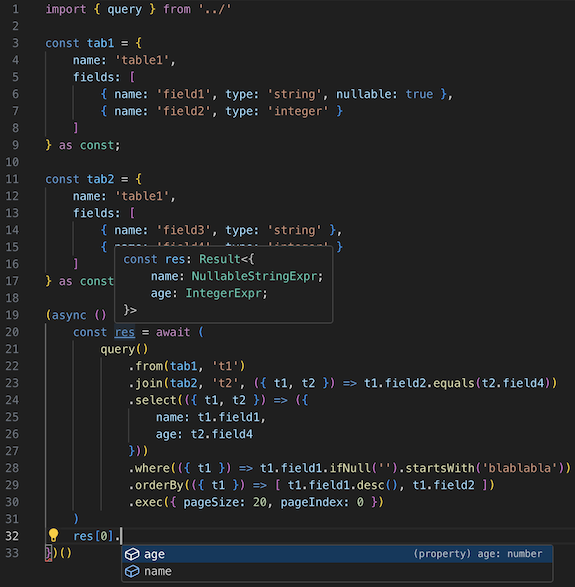 1 import { query } from '../'
2
3 const tab1 = {
4 name: 'table1',
5 fields: [
6 { name: 'field1', type: 'string', nullable: true },
7 { name: 'field2', type: 'integer' }
8 ]
9 } as const;
10
11 const tab2 = {
12 name: 'table1',
13 fields: [
14 { name: 'field3', type: 'string' },
15 {
16 ]
17 } as const
18
19 (async ()
20 const res = await (
21 query()
22 .from(tab1, 't1')
23 .join(tab2, 't2', ({ t1, t2 }) => t1.field2.equals(t2.field4))
24 .select(({ t1, t2 }) => ({
25 name: t1.field1,
26 age: t2.field4
27 }))
28 .where(({ t1 }) => t1.field1.ifNull('').startsWith('blablabla'))
29 .orderBy(({ t1 }) => [ t1.field1.desc(), t1.field2 ])
30 .exec({ pageSize: 20, pageIndex: 0 })
31 )
32 res[0].
33 })()
const res: Result<{
name: NullableStringExpr;
age: IntegerExpr;
}>
age (property) age: number
name